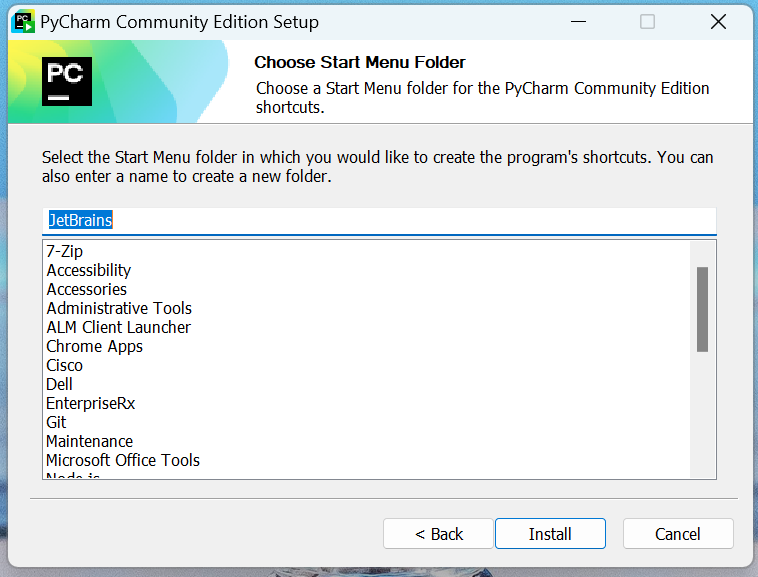 PC
PyCharm Community Edition Setup
PC
Choose Start Menu Folder
Choose a Start Menu folder for the PyCharm Community Edition
shortcuts.
Select the Start Menu folder in which you would like to create the program's shortcuts. You can
also enter a name to create a new folder.
JetBrains
7-Zip
Accessibility
Accessories
Administrative Tools
ALM Client Launcher
Chrome Apps
Cisco
Dell
EnterpriseRx
Git
Maintenance
Microsoft Office Tools
Node.js
< Back
Install
Cancel